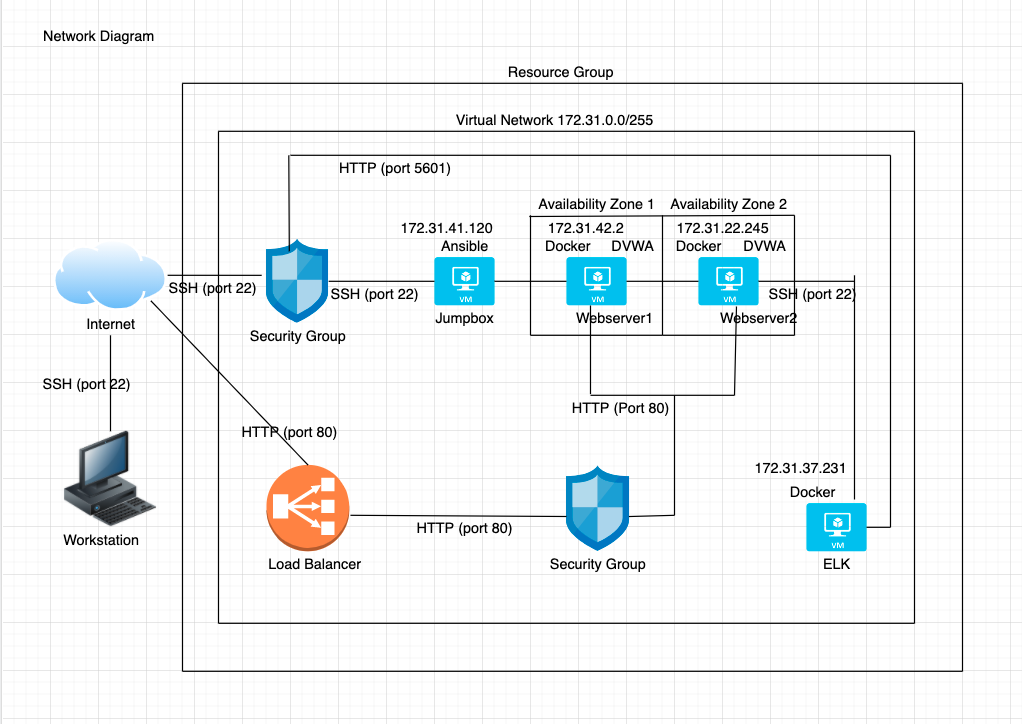 Network Diagram
Resource Group
Virtual Network 172.31.0.0/255
HTTP (port 5601)
Availability Zone 1
Availability Zone 2
172.31.41.120
Ansible
172.31.42.2
Docker DVWA
172.31.22.245
Docker DVWA
SSH (port 22)
SSH (port 22)
VM
VM
VM
SSH (port 22)
Jumpbox
Webserver1
Webserver2
Internet
Security Group
SSH (port 22)
HTTP (Port 80)
HTTP (port 80)
172.31.37.231
Docker
HTTP (port 80)
VM
Workstation
Load Balancer
Security Group
ELK